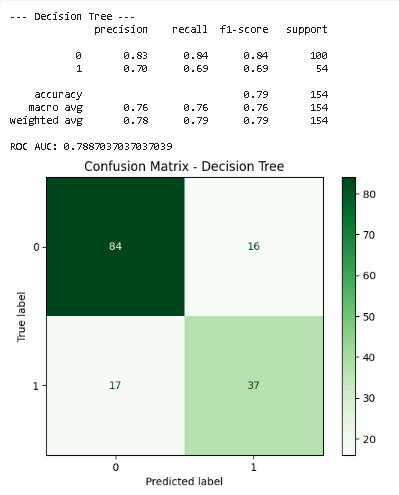 --- Decision Tree ---
precision recall f1-score support
0 0.83 0.84 0.84 100
1 0.70 0.69 0.69 54
accuracy 0.79 154
macro avg 0.76 0.76 0.76 154
weighted avg 0.78 0.79 0.79 154
ROC AUC: 0.7887037037037039
Confusion Matrix - Decision Tree
80
0 84 16
70
60
True label
50
40
1 17 37
30
20
0 1
Predicted label